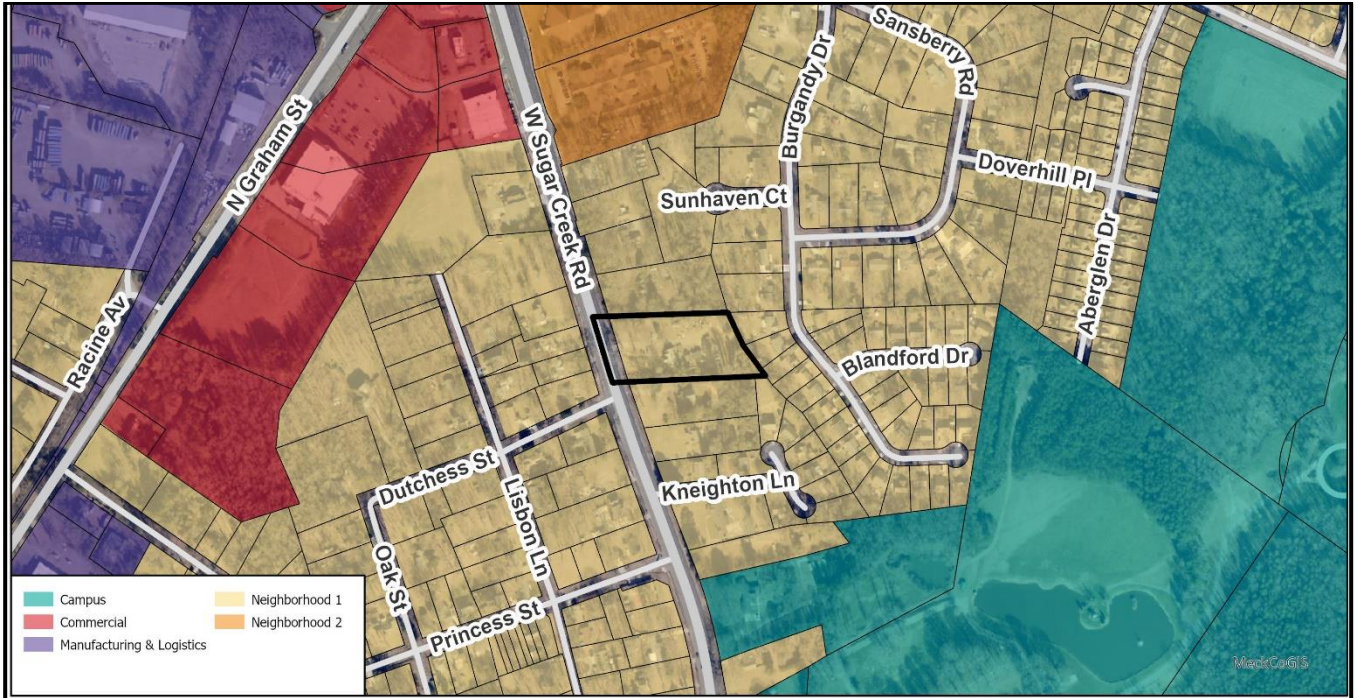 Sansberry Rd
Burgandy Dr
N Graham St
W Sugar Creek Rd
Doverhill Pl
Sunhaven Ct
Aberglen Dr
Racine Av
Blandford Dr
Dutchess St
Kneighton Ln
Lisbon Ln
Oak St
Princess St
Campus
Commercial
Manufacturing & Logistics
Neighborhood 1
Neighborhood 2
MeckCoGIS